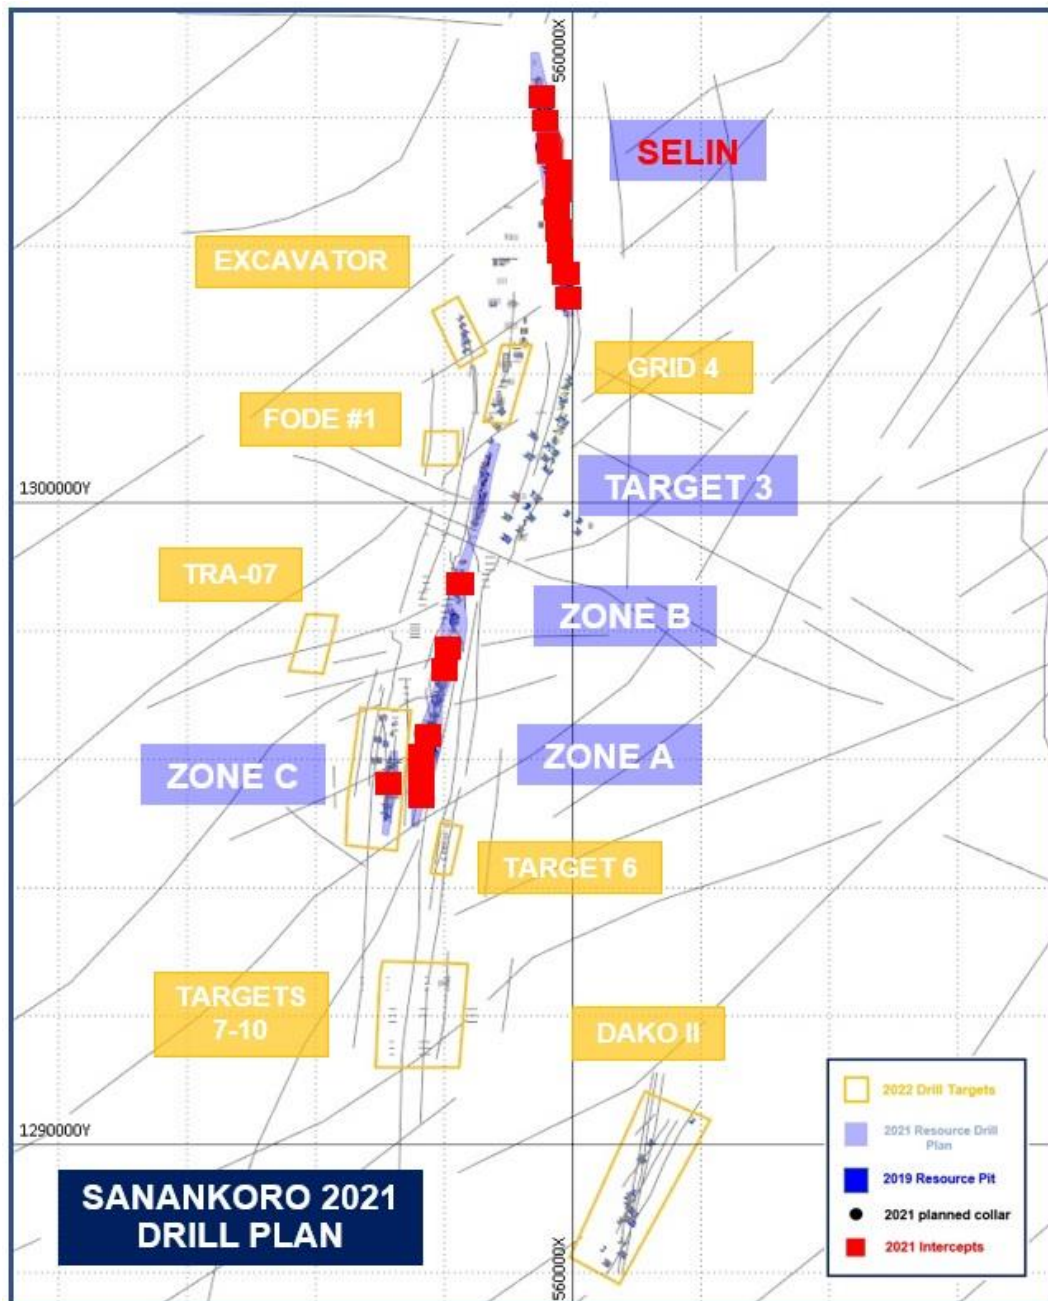 560000X
SELIN
EXCAVATOR
GRID 4
FODE #1
1300000Y
TARGET 3
TRA-07
ZONE B
ZONE A
ZONE C
TARGET 6
TARGETS
7-10
DAKO II
1290000Y
SANANKORO 2021
DRILL PLAN
560000X
2022 Drill Targets
2021 Resource Drill
Plan
2019 Resource Pit
2021 planned collar
2021 Intercepts